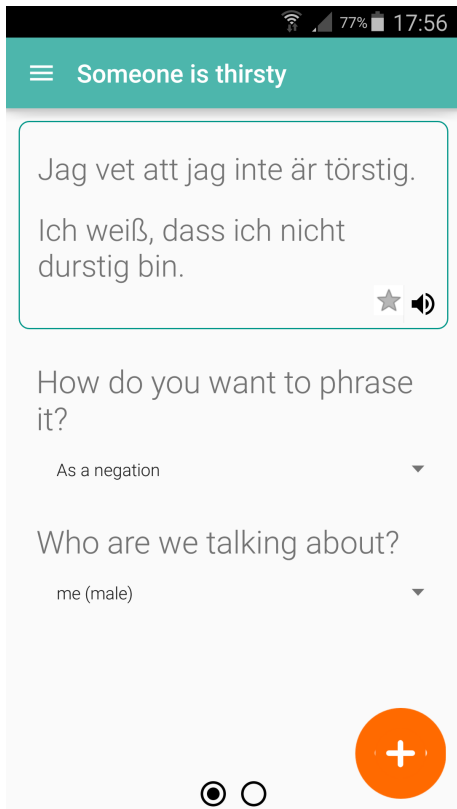 77% 17:56
Someone is thirsty
Jag vet att jag inte är törstig.
Ich weiß, dass ich nicht
durstig bin.
How do you want to phrase
it?
As a negation
Who are we talking about?
me (male)